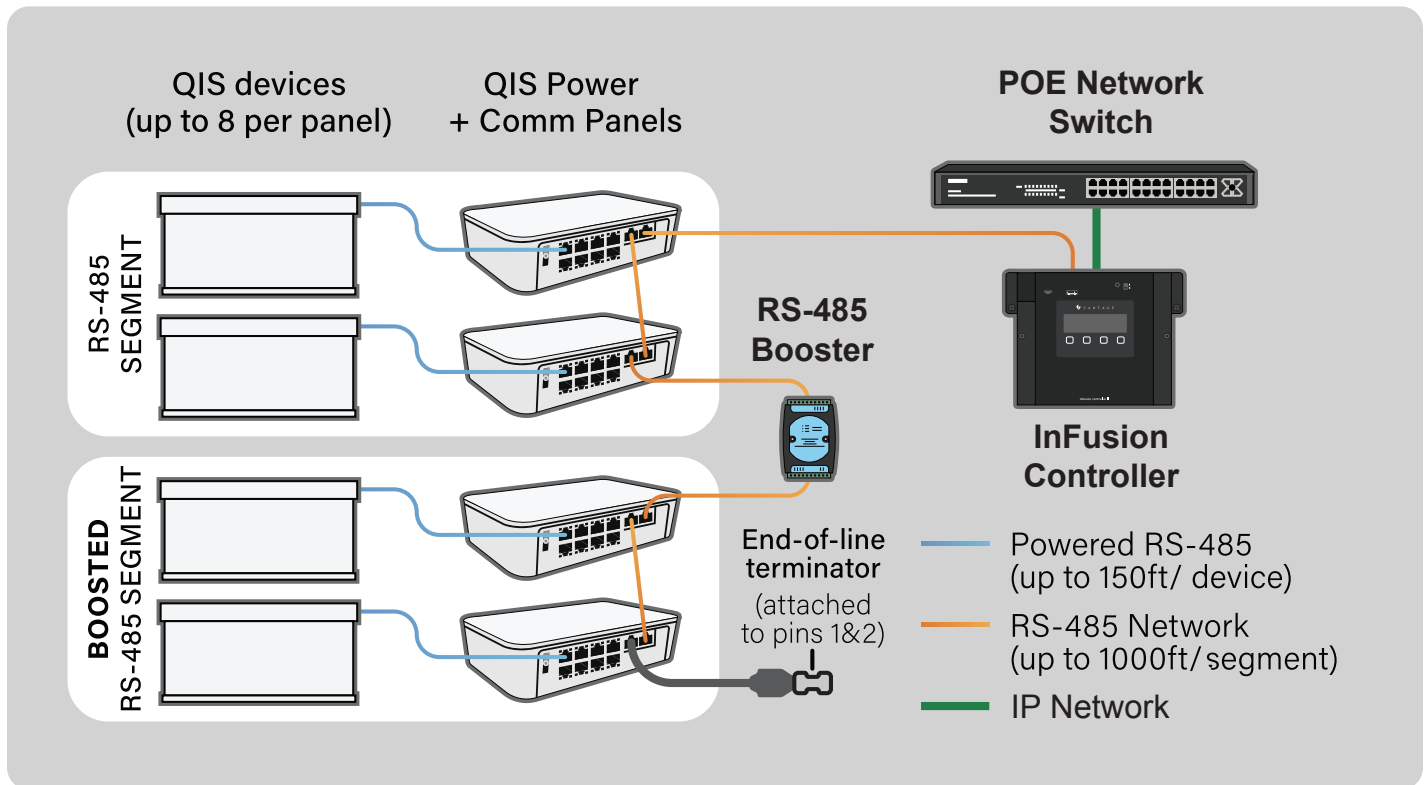 QIS devices
(up to 8 per panel)
QIS Power
+ Comm Panels
POE Network
Switch
RS-485
SEGMENT
RS-485
Booster
VANTAGE
InFusion
Controller
BOOSTED
RS-485 SEGMENT
End-of-line
terminator
(attached
to pins 1&2)
Powered RS-485
(up to 150ft/ device)
RS-485 Network
(up to 1000ft/segment)
IP Network